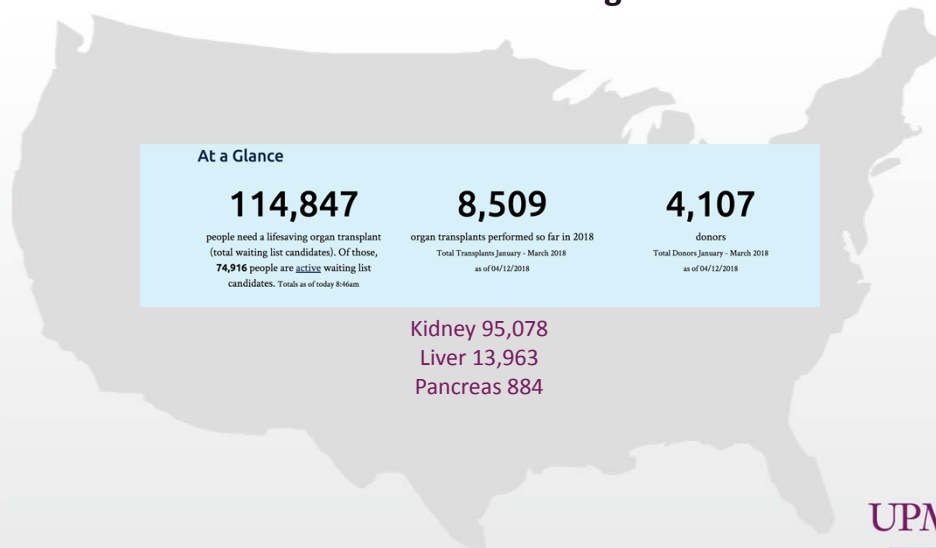 At a Glance
114,847
people need a lifesaving organ transplant
(total waiting list candidates). Of those,
74,916 people are active waiting list
candidates. Totals as of today 8:46am
8,509
organ transplants performed so far in 2018
Total Transplants January - March 2018
as of 04/12/2018
4,107
donors
Total Donors January - March 2018
as of 04/12/2018
Kidney 95,078
Liver 13,963
Pancreas 884